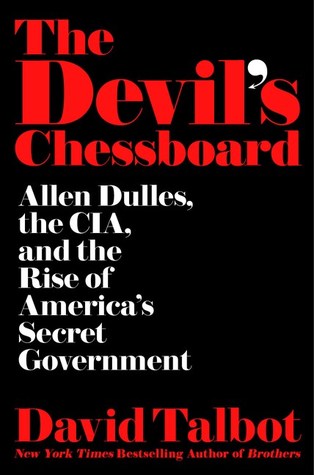 The
Devil's
Chessboard
Allen Dulles,
the CIA,
and the
Rise of
America's
Secret
Government
David Talbot
New York Times Bestselling Author of Brothers